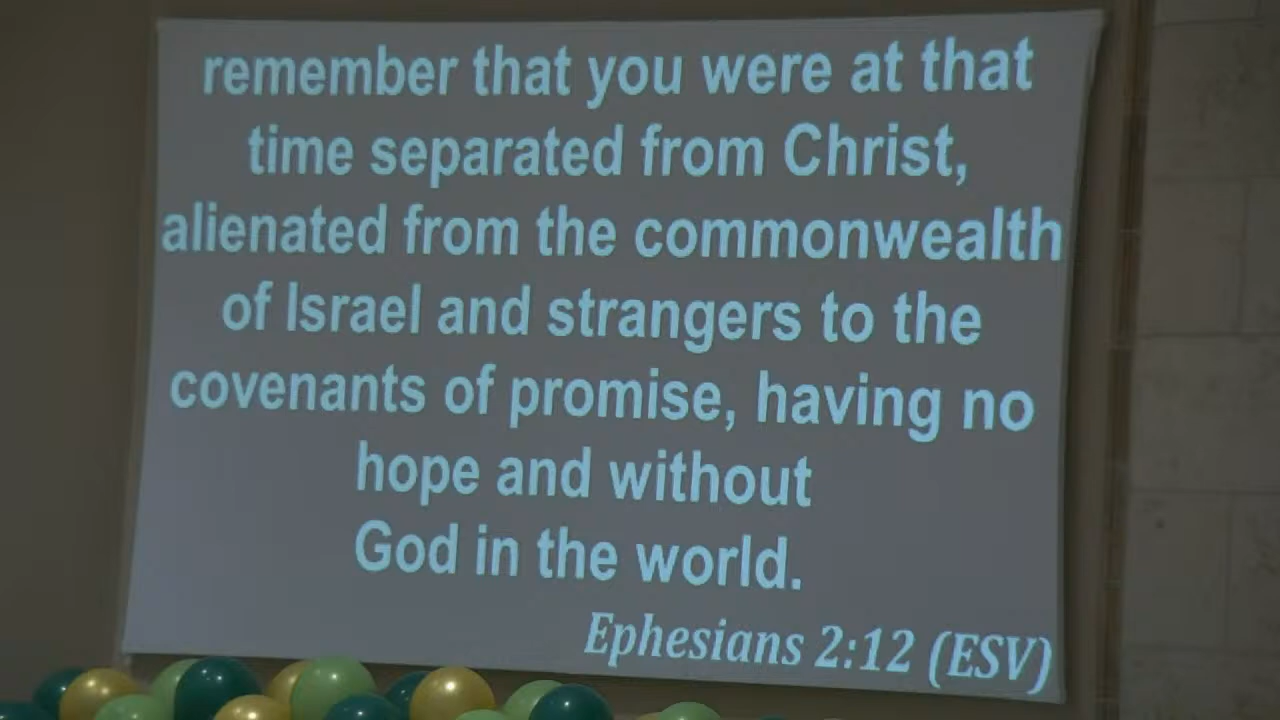 remember that you were at that
time separated from Christ,
alienated from the commonwealth
of Israel and strangers to the
covenants of promise, having no
hope and without
God in the world.
Ephesians 2:12 (ESV)